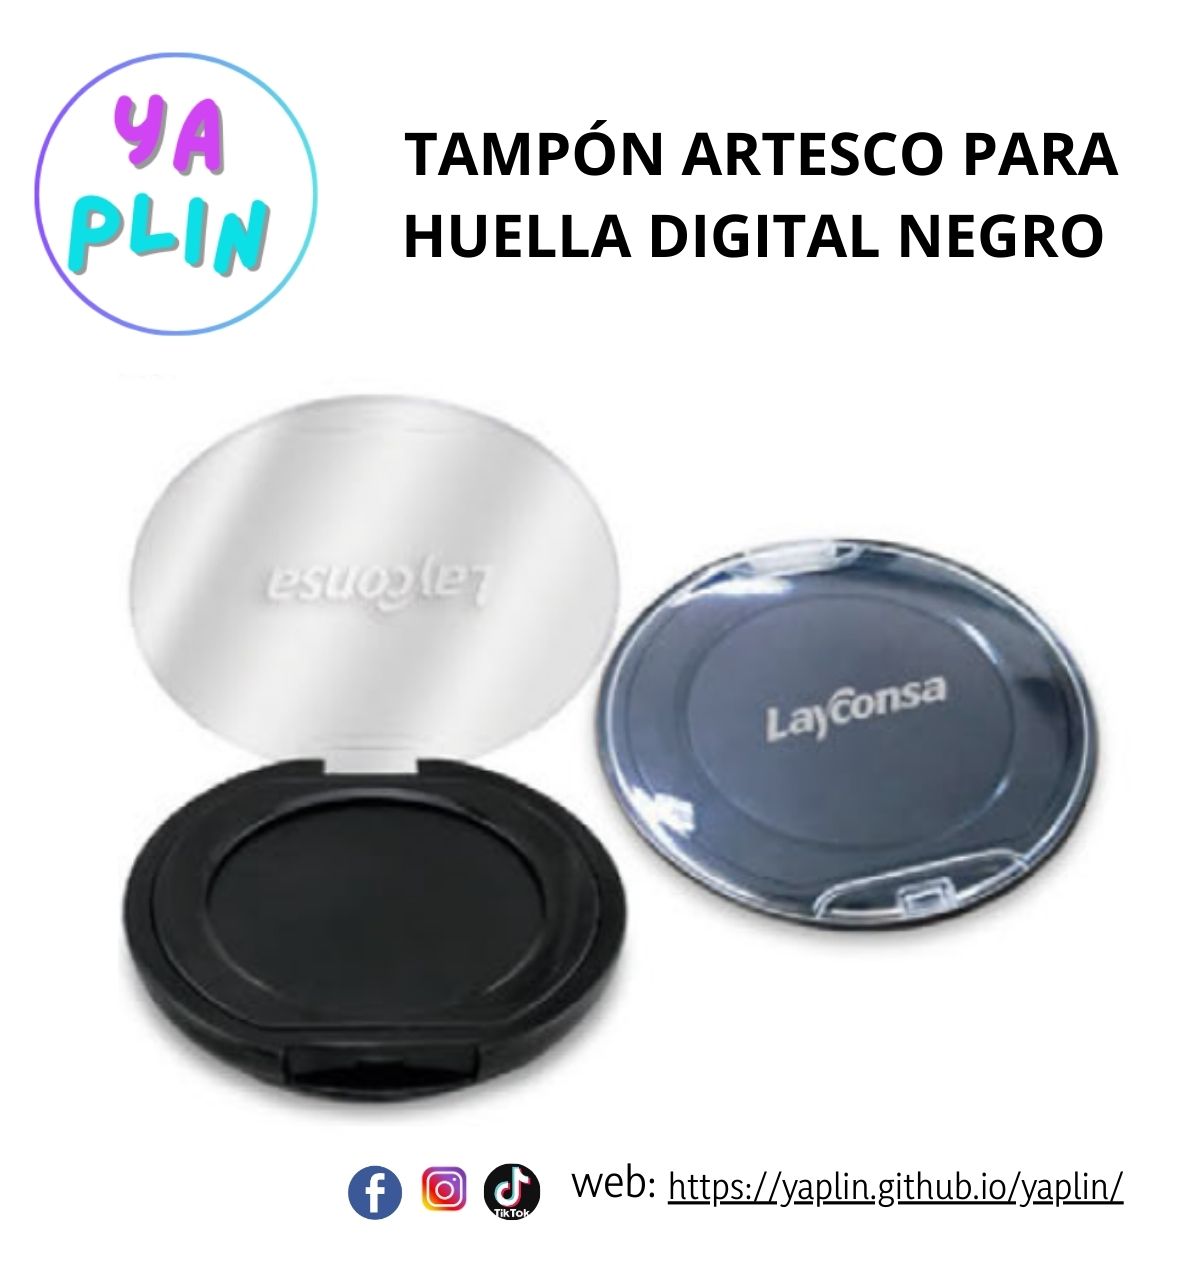 YA
PLIN
TAMPÓN ARTESCO PARA
HUELLA DIGITAL NEGRO
Layconsa
Layconsa
TikTok
web: https://yaplin.github.io/yaplin/